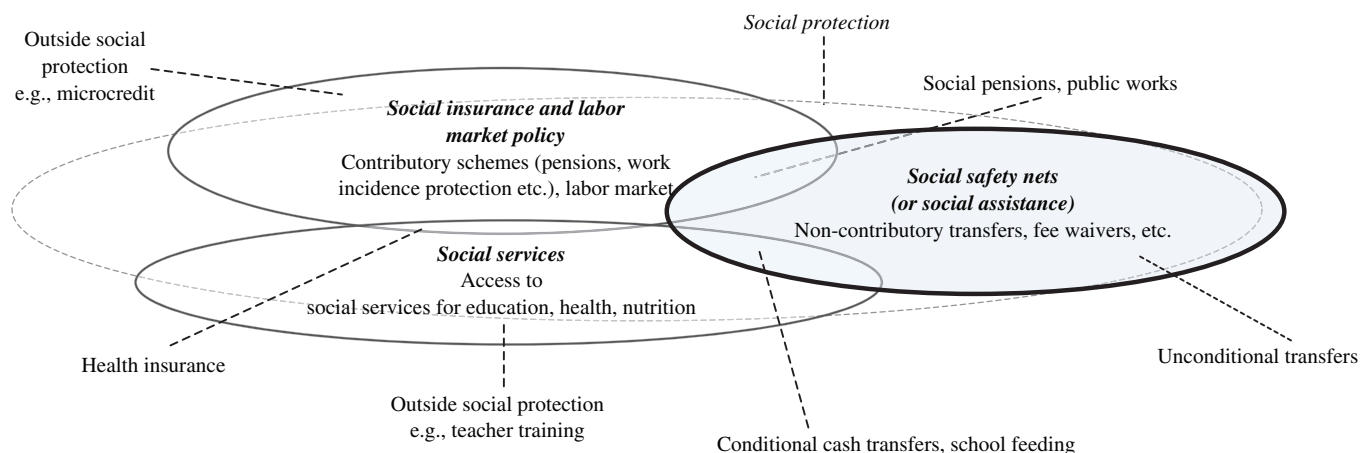 Social protection
Outside social
protection
e.g., microcredit
Social pensions, public works
Social insurance and labor
market policy
Contributory schemes (pensions, work
incidence protection etc.), labor market
Social safety nets
(or social assistance)
Non-contributory transfers, fee waivers, etc.
Social services
Access to
social services for education, health, nutrition
Health insurance
Unconditional transfers
Outside social protection
e.g., teacher training
Conditional cash transfers, school feeding